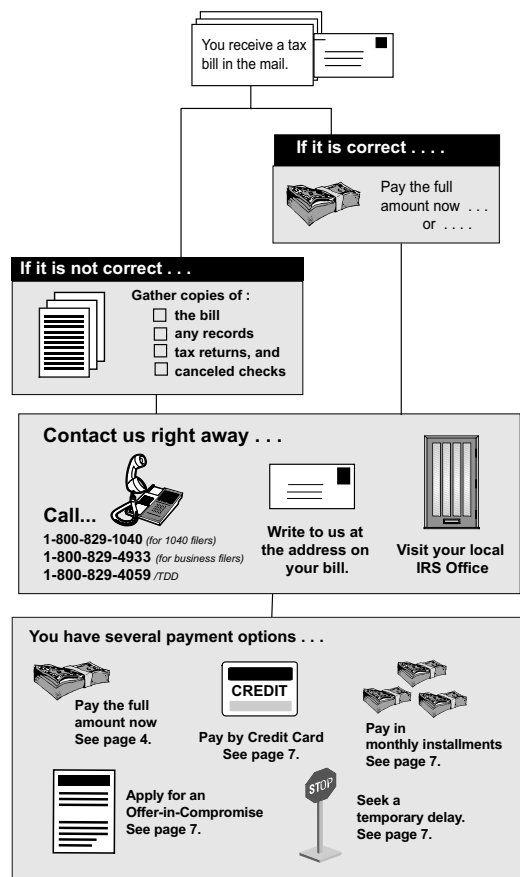 You receive a tax
bill in the mail.
If it is correct . . . .
Pay the full
amount now . . .
or . . . .
If it is not correct . . .
Gather copies of :
the bill
any records
tax returns, and
canceled checks
Contact us right away . . .
Call...
1-800-829-1040 (for 1040 filers)
1-800-829-4933 (for business filers)
1-800-829-4059 /TDD
Write to us at
the address on
your bill.
Visit your local
IRS Office
You have several payment options . . .
Pay the full
amount now
See page 4.
CREDIT
Pay by Credit Card
See page 7.
Pay in
monthly installments
See page 7.
Apply for an
Offer-in-Compromise
See page 7.
STOP
Seek a
temporary delay.
See page 7.